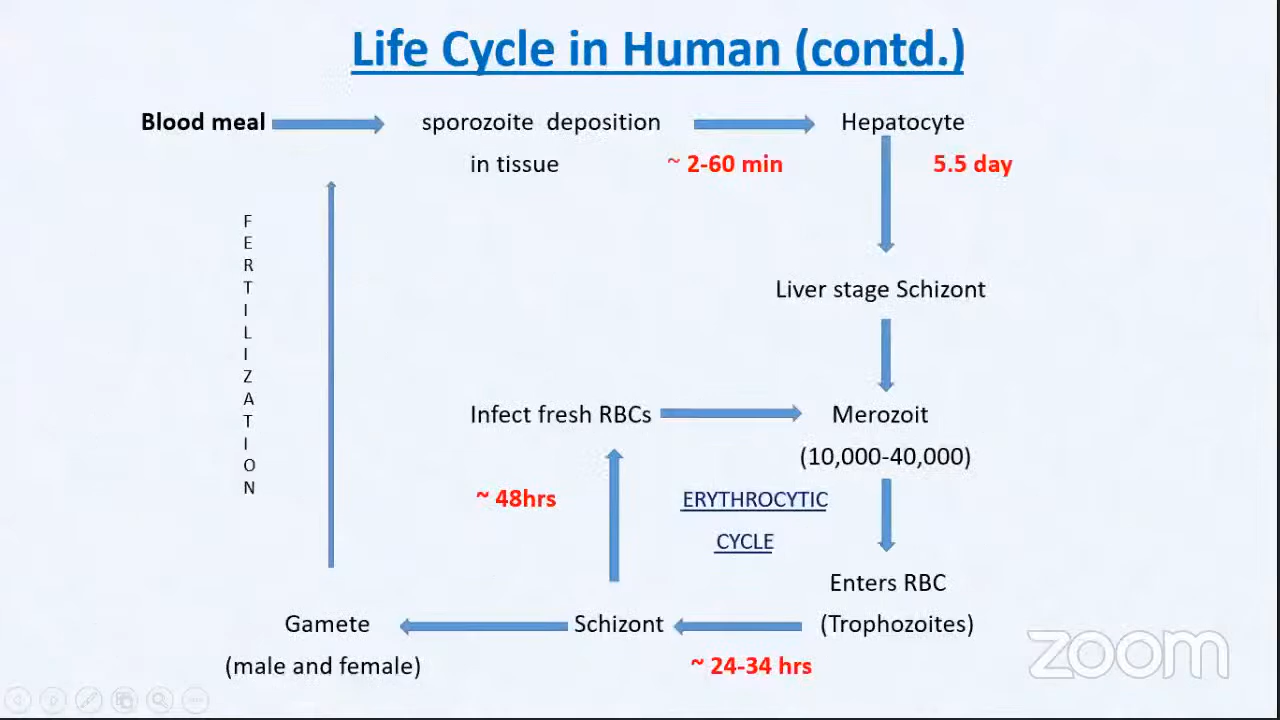 Life Cycle in Human (contd.)
Blood meal
sporozoite deposition
in tissue
~ 2-60 min
Hepatocyte
5.5 day
FERTILIZATION
Liver stage Schizont
Infect fresh RBCs
Merozoit
(10,000-40,000)
~ 48hrs
ERYTHROCYTIC
CYCLE
Enters RBC
(Trophozoites)
Schizont
~ 24-34 hrs
Gamete
(male and female)
zoom